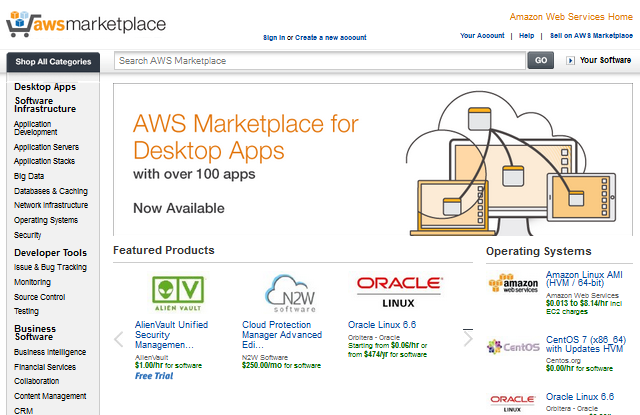 awsmarketplace
Amazon Web Services Home
Sign in or Create a new account
Your Account | Help | Sell on AWS Marketplace
Shop All Categories
Search AWS Marketplace
GO
Your Software
Desktop Apps
Software
Infrastructure
Application
Development
Application Servers
Application Stacks
Big Data
Databases & Caching
Network Infrastructure
Operating Systems
Security
Developer Tools
Issue & Bug Tracking
Monitoring
Source Control
Testing
Business
Software
Business Intelligence
Financial Services
Collaboration
Content Management
CRM
AWS Marketplace for
Desktop Apps
with over 100 apps
Now Available
Featured Products
ALIEN VAULT
AlienVault Unified
Security
Managemen...
AlienVault
$1.00/hr for software
Free Trial
N2W
software
Cloud Protection
Manager Advanced
Edi...
N2W Software
$250.00/mo for software
ORACLE
LINUX
Oracle Linux 6.6
Orbitera - Oracle
Starting from $0.06/hr or
from $474/yr for software
Operating Systems
amazon
web services
Amazon Linux AMI
(HVM / 64-bit)
Amazon Web Services
$0.013 to $8.14/hr incl
EC2 charges
CentOS
CentOS 7 (x86_64)
with Updates HVM
Centos.org
$0.00/hr for software
ORACLE
Oracle Linux 6.6
Orbitera - Oracle